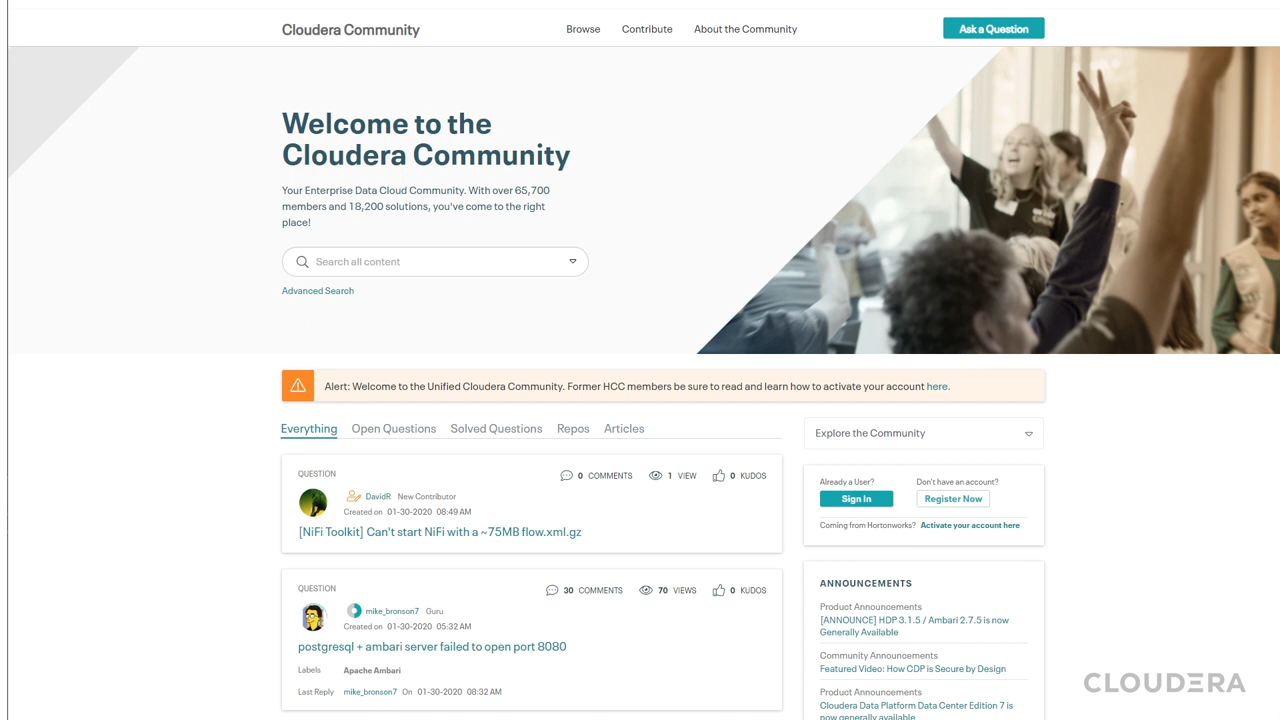 Cloudera Community
Browse
Contribute
About the Community
Ask a Question
Welcome to the
Cloudera Community
Your Enterprise Data Cloud Community. With over 65,700
members and 18,200 solutions, you've come to the right
place!
Search all content
Advanced Search
Alert: Welcome to the Unified Cloudera Community. Former HCC members be sure to read and learn how to activate your account here.
Everything
Open Questions
Solved Questions
Repos
Articles
QUESTION
0 COMMENTS
1 VIEW
0 KUDOS
DavidR New Contributor
Created on 01-30-2020 08:49 AM
[NiFi Toolkit] Can't start NiFi with a ~75MB flow.xml.gz
QUESTION
30 COMMENTS
70 VIEWS
0 KUDOS
mike_bronson7 Guru
Created on 01-30-2020 05:32 AM
postgresql + ambari server failed to open port 8080
Labels Apache Ambari
Last Reply mike_bronson7 On 01-30-2020 08:32 AM
Explore the Community
Already a User?
Don't have an account?
Sign In
Register Now
Coming from Hortonworks? Activate your account here
ANNOUNCEMENTS
Product Announcements
[ANNOUNCE] HDP 3.1.5 / Ambari 2.7.5 is now
Generally Available
Community Announcements
Featured Video: How CDP is Secure by Design
Product Announcements
Cloudera Data Platform Data Center Edition 7 is
now generally available
CLOUDERA